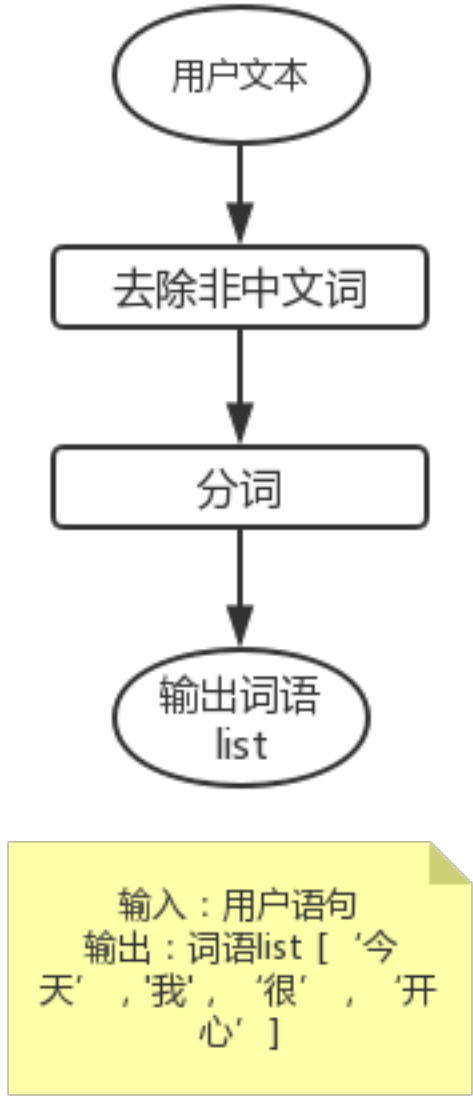 用户文本
去除非中文词
分词
输出词语
list
输入：用户语句
输出：词语list [‘今
天’，'我'，‘很’，‘开
心’]